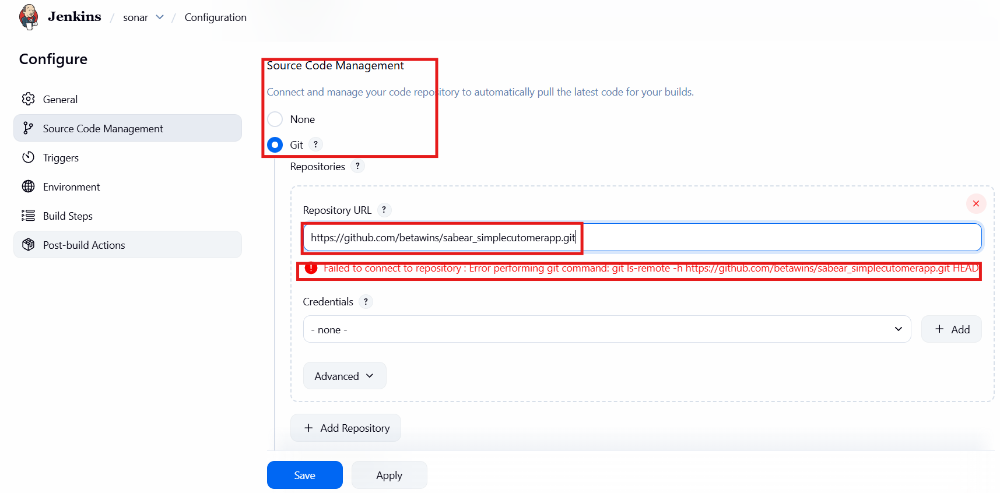 Jenkins / sonar / Configuration
Configure
General
Source Code Management
Triggers
Environment
Build Steps
Post-build Actions
Source Code Management
Connect and manage your code repository to automatically pull the latest code for your builds.
None
Git ?
Repositories ?
Repository URL ?
https://github.com/betawins/sabear_simplecutomerapp.git
! Failed to connect to repository : Error performing git command: git ls-remote -h https://github.com/betawins/sabear_simplecutomerapp.git HEAD
Credentials ?
- none -
+ Add
Advanced
+ Add Repository
Save
Apply